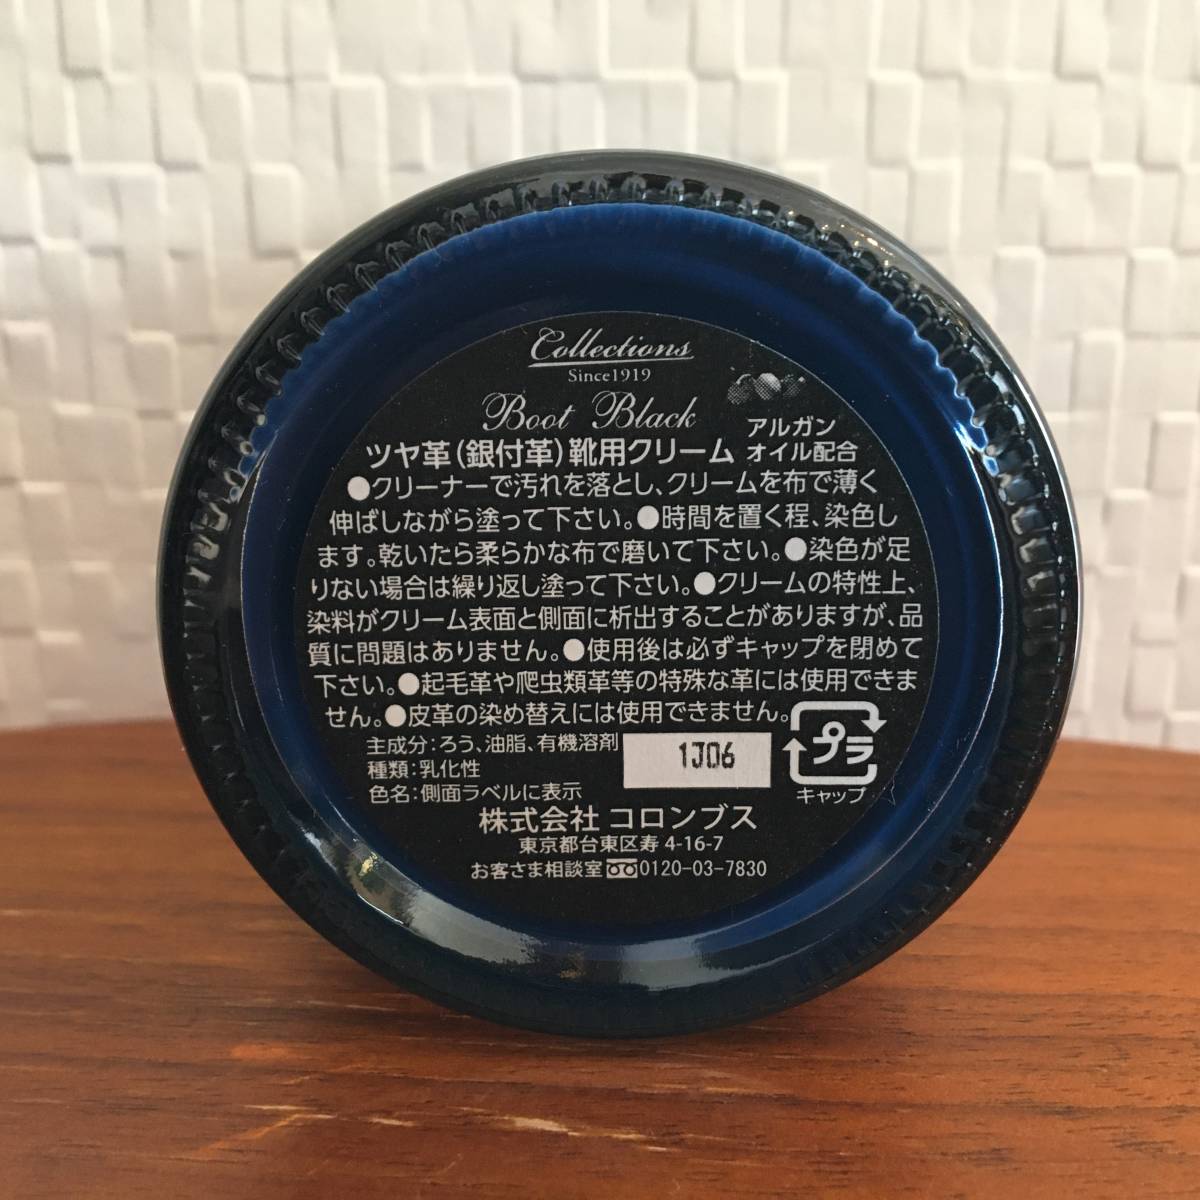 Collections
Since1919
Boot Black
アルガン
オイル配合
ツヤ革(銀付革)靴用クリーム
●クリーナーで汚れを落とし、クリームを布で薄く
伸ばしながら塗って下さい。●時間を置く程、染色し
ます。乾いたら柔らかな布で磨いて下さい。●染色が足
りない場合は繰り返し塗って下さい。●クリームの特性上、
染料がクリーム表面と側面に析出することがありますが、品
質に問題はありません。●使用後は必ずキャップを閉めて
下さい。●起毛革や爬虫類革等の特殊な革には使用できま
せん。●皮革の染め替えには使用できません。
主成分:ろう、油脂、有機溶剤
種類:乳化性
色名:側面ラベルに表示
1J06
プラ
キャップ
株式会社 コロンブス
東京都台東区寿 4-16-7
お客さま相談室 0120-03-7830